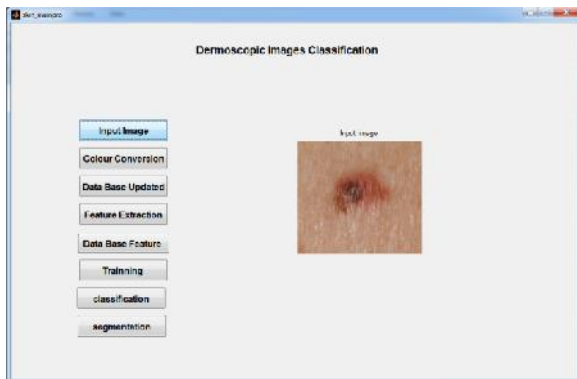 Dermoscopic Images Classification
Input Image
Input Image
Colour Conversion
Data Base Updated
Feature Extraction
Data Base Feature
Trainning
classification
segmentation